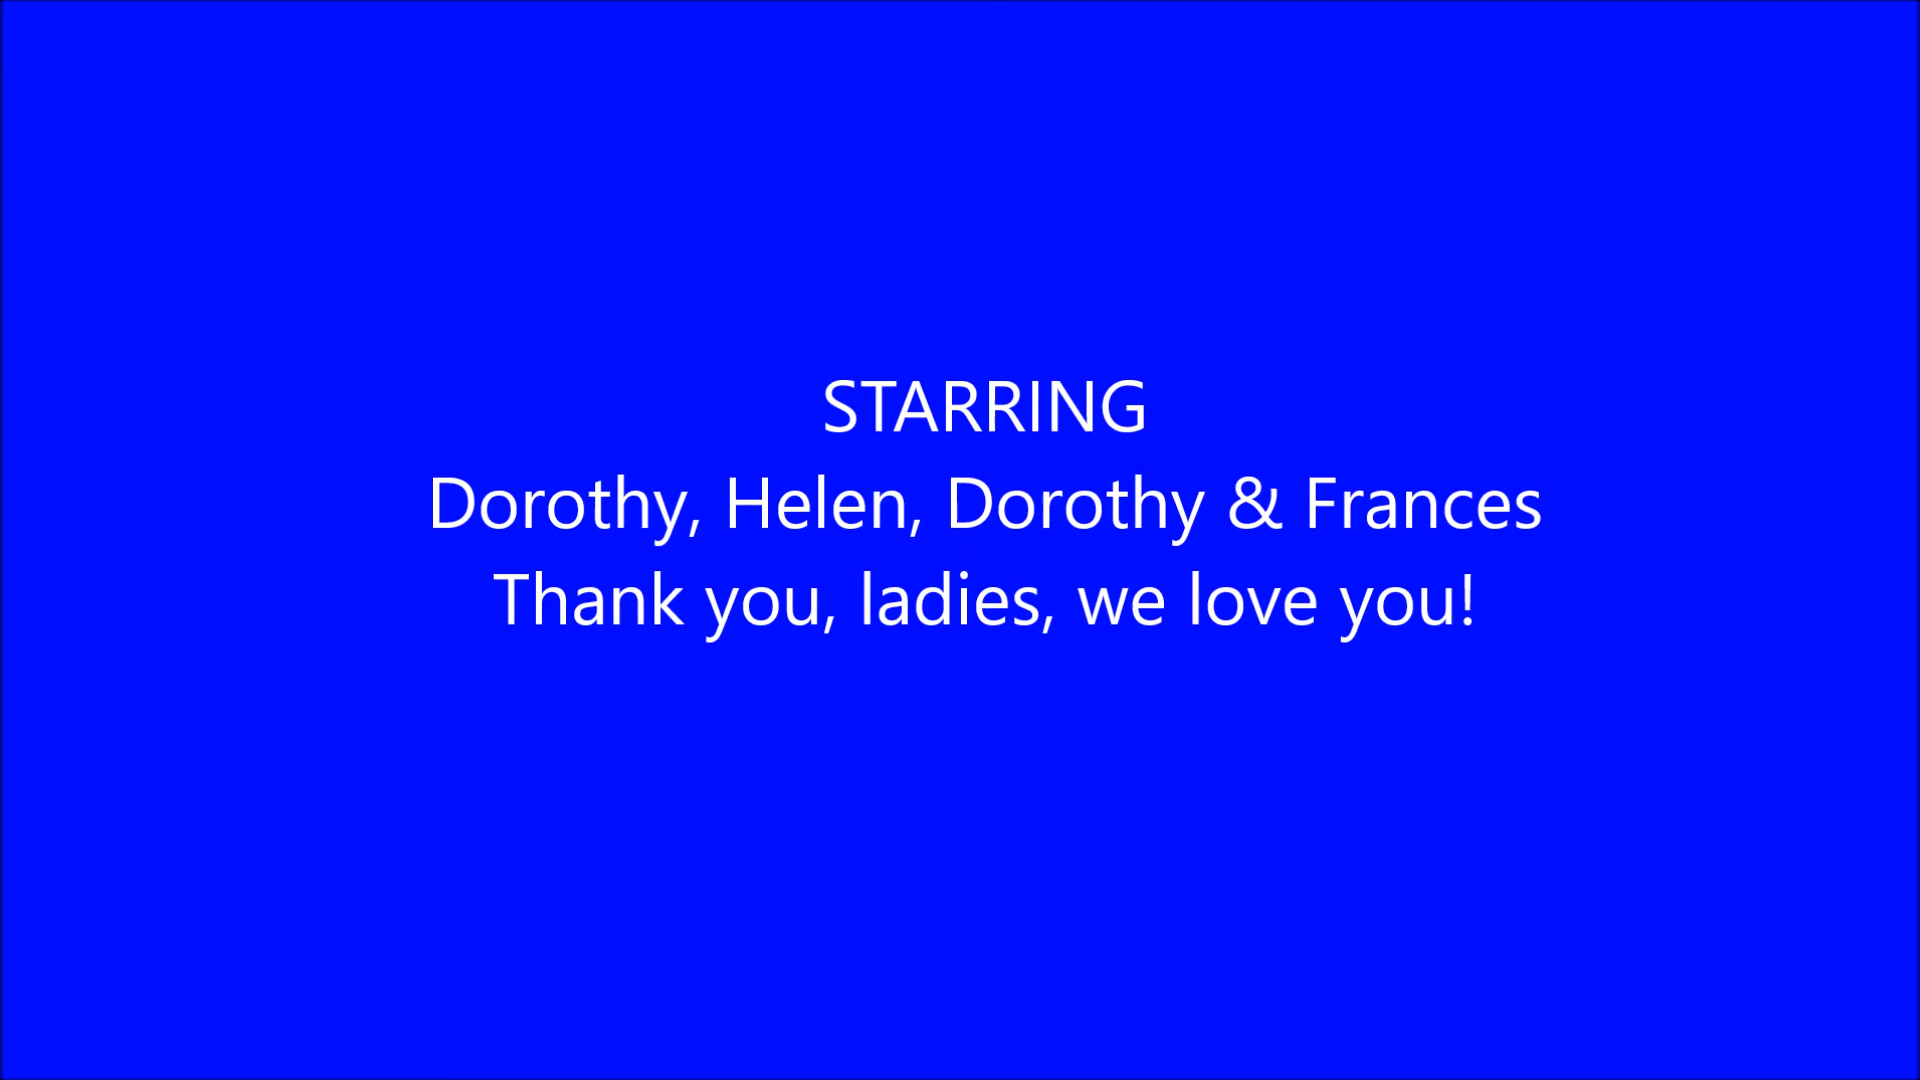 STARRING
Dorothy, Helen, Dorothy & Frances
Thank you, ladies, we love you!